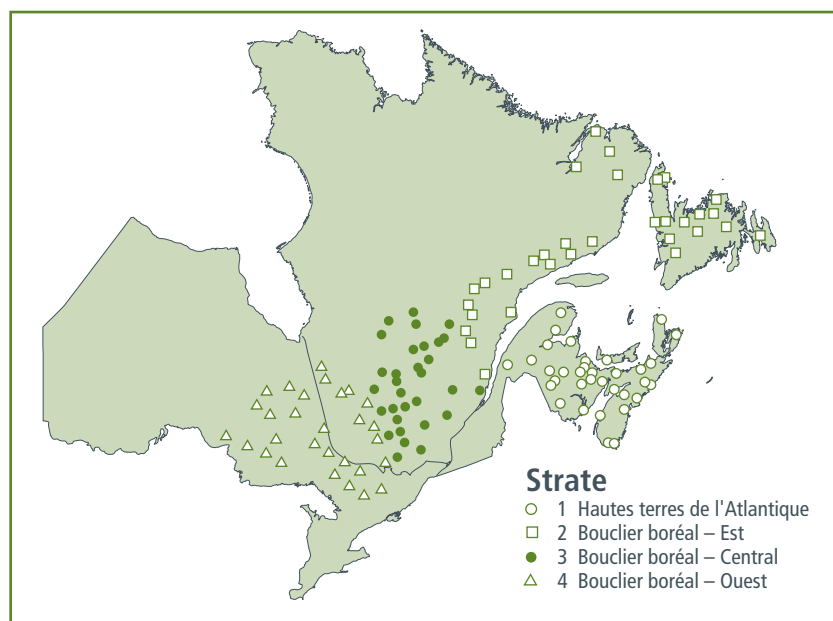 Strate
1 Hautes terres de l'Atlantique
2 Bouclier boréal – Est
3 Bouclier boréal – Central
4 Bouclier boréal – Ouest